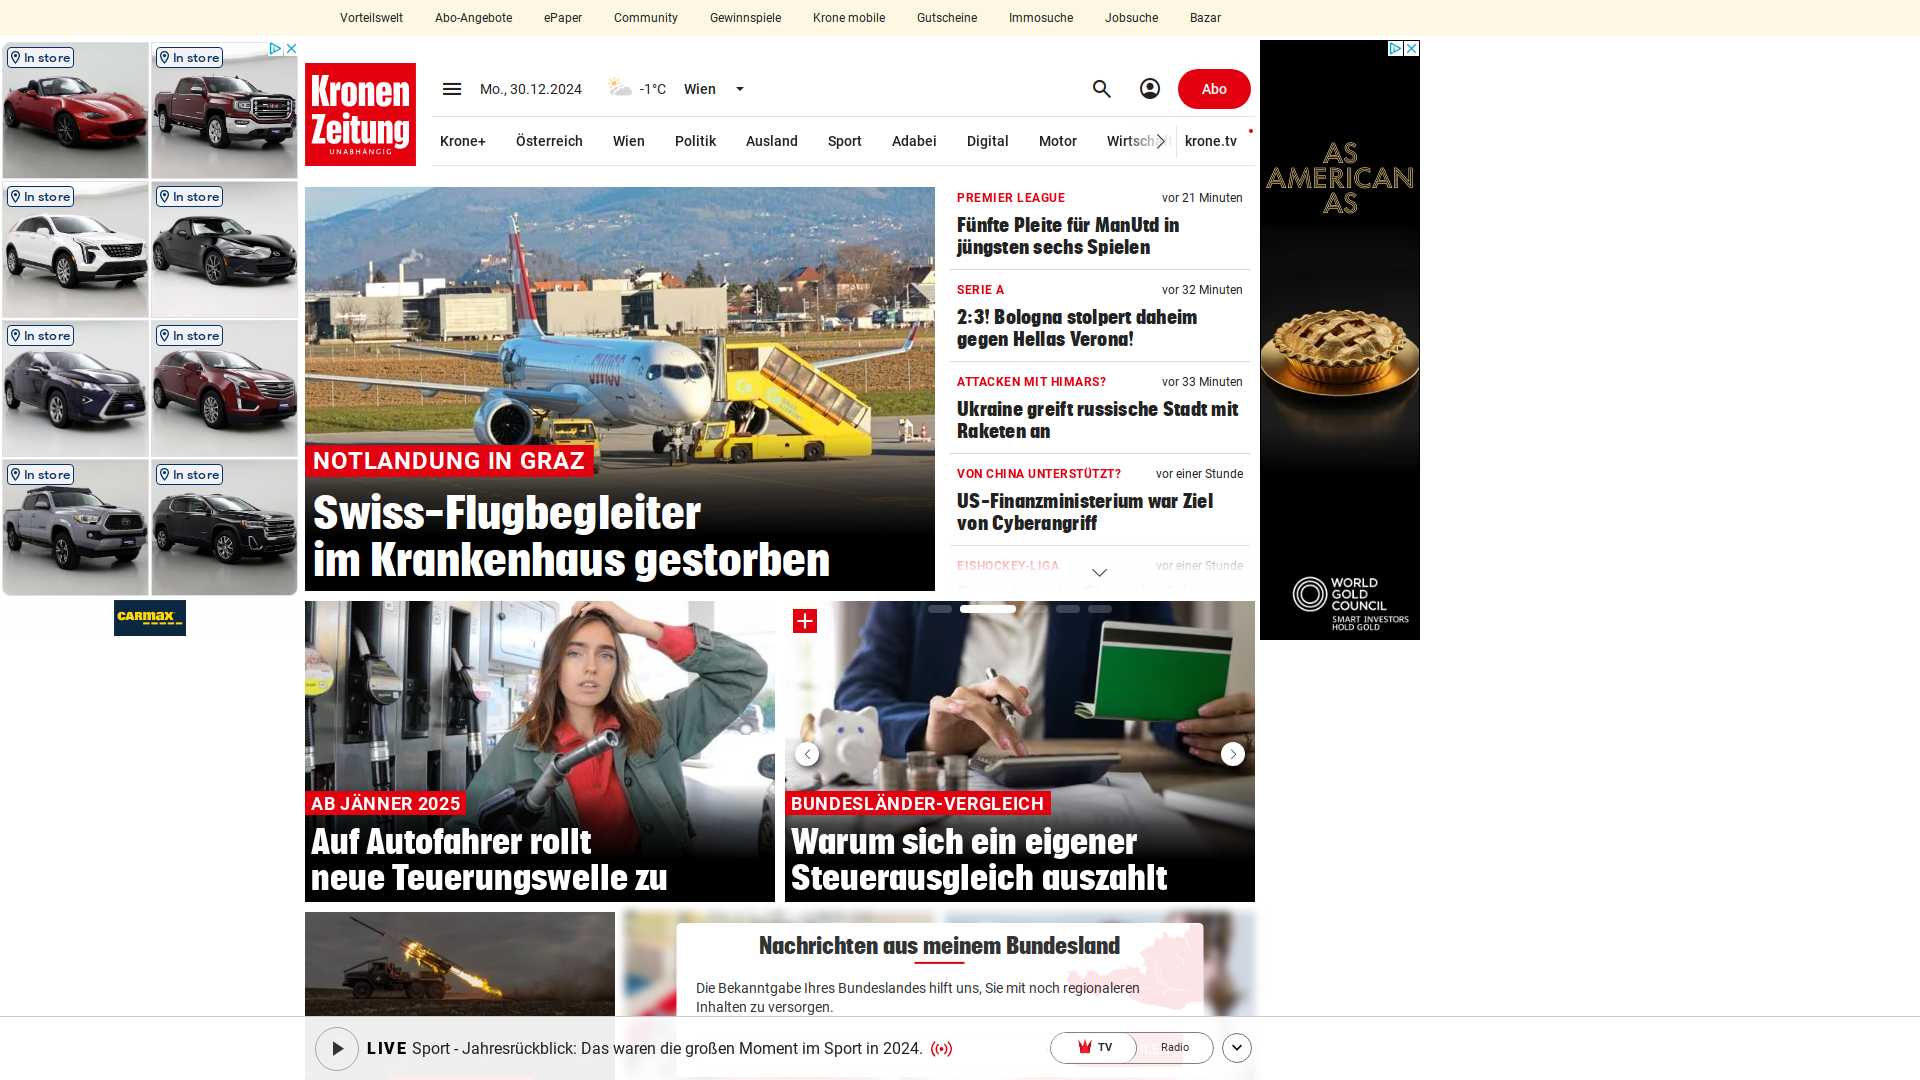 Vorteilswelt Abo-Angebote ePaper Community Gewinnspiele Krone mobile Gutscheine Immosuche Jobsuche Bazar
In store In store
In store In store
In store In store
In store In store
CARMAX
Kronen
Zeitung
UNABHÄNGIG
Mo., 30.12.2024 -1°C Wien Abo
Krone+ Österreich Wien Politik Ausland Sport Adabei Digital Motor krone.tv
NOTLANDUNG IN GRAZ
Swiss-Flugbegleiter
im Krankenhaus gestorben
PREMIER LEAGUE vor 21 Minuten
Fünfte Pleite für ManUtd in
jüngsten sechs Spielen
SERIE A vor 32 Minuten
2:3! Bologna stolpert daheim
gegen Hellas Verona!
ATTACKEN MIT HIMARS? vor 33 Minuten
Ukraine greift russische Stadt mit
Raketen an
VON CHINA UNTERSTÜTZT? vor einer Stunde
US-Finanzministerium war Ziel
von Cyberangriff
EISHOCKEY-LIGA vor einer Stunde
AS
AMERICAN
AS
WORLD
GOLD
COUNCIL
SMART INVESTORS
HOLD GOLD
AB JÄNNER 2025
Auf Autofahrer rollt
neue Teuerungswelle zu
BUNDESLÄNDER-VERGLEICH
Warum sich ein eigener
Steuerausgleich auszahlt
Nachrichten aus meinem Bundesland
Die Bekanntgabe Ihres Bundeslandes hilft uns, Sie mit noch regionaleren
Inhalten zu versorgen.
LIVE Sport - Jahresrückblick: Das waren die großen Moment im Sport in 2024. TV Radio